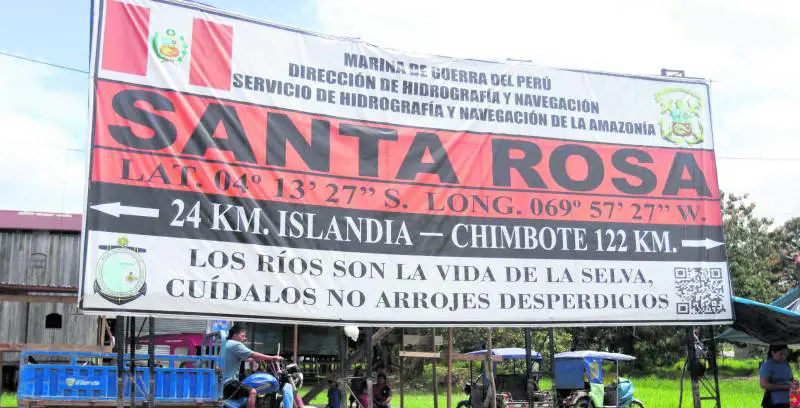 MARINA DE GUERRA DEL PERÚ
DIRECCIÓN DE HIDROGRAFÍA Y NAVEGACIÓN
SERVICIO DE HIDROGRAFÍA Y NAVEGACIÓN DE LA AMAZONÍA
SANTA ROSA
LAT. 04º 13' 27" S. LONG. 069º 57' 27" W.
24 KM. ISLANDIA — CHIMBOTE 122 KM.
LOS RÍOS SON LA VIDA DE LA SELVA,
CUÍDALOS NO ARROJES DESPERDICIOS